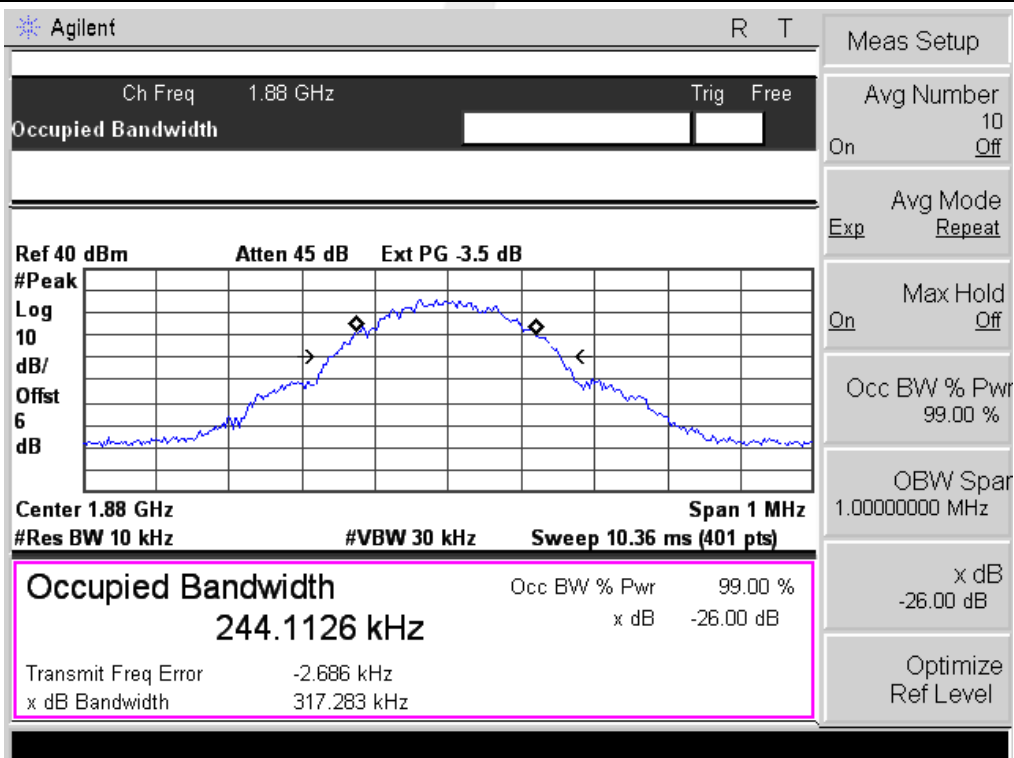 Agilent R T
Ch Freq 1.88 GHz Trig Free
Occupied Bandwidth
Ref 40 dBm Atten 45 dB Ext PG -3.5 dB
#Peak
Log
10
dB/
Offst
6
dB
Center 1.88 GHz Span 1 MHz
#Res BW 10 kHz #VBW 30 kHz Sweep 10.36 ms (401 pts)
Occupied Bandwidth Occ BW % Pwr 99.00 %
244.1126 kHz x dB -26.00 dB
Transmit Freq Error -2.686 kHz
x dB Bandwidth 317.283 kHz
Meas Setup
Avg Number
10
On Off
Avg Mode
Exp Repeat
Max Hold
On Off
Occ BW % Pwr
99.00 %
OBW Span
1.00000000 MHz
x dB
-26.00 dB
Optimize
Ref Level